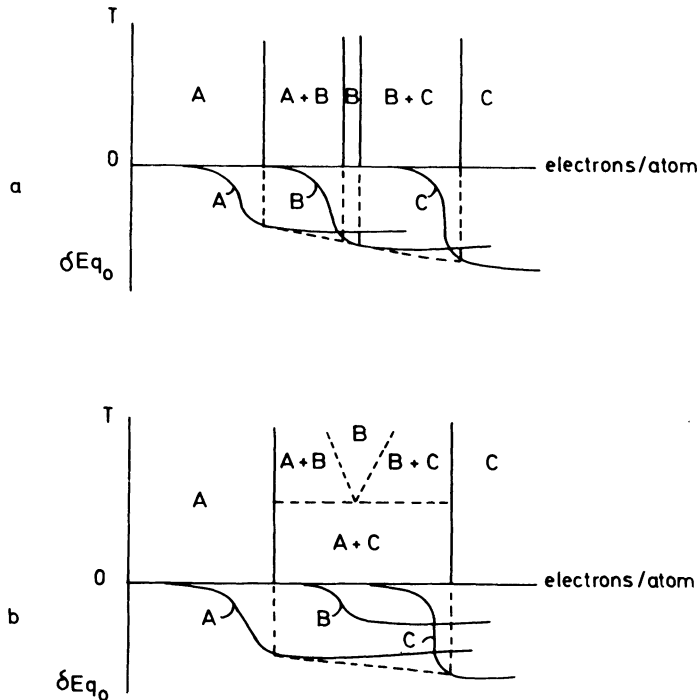 T
A
A + B
B
B + C
C
0
electrons/atom
a
A
B
C
δEq₀
T
B
A+B
B + C
C
A
A + C
0
electrons/atom
b
A
B
C
δEq₀